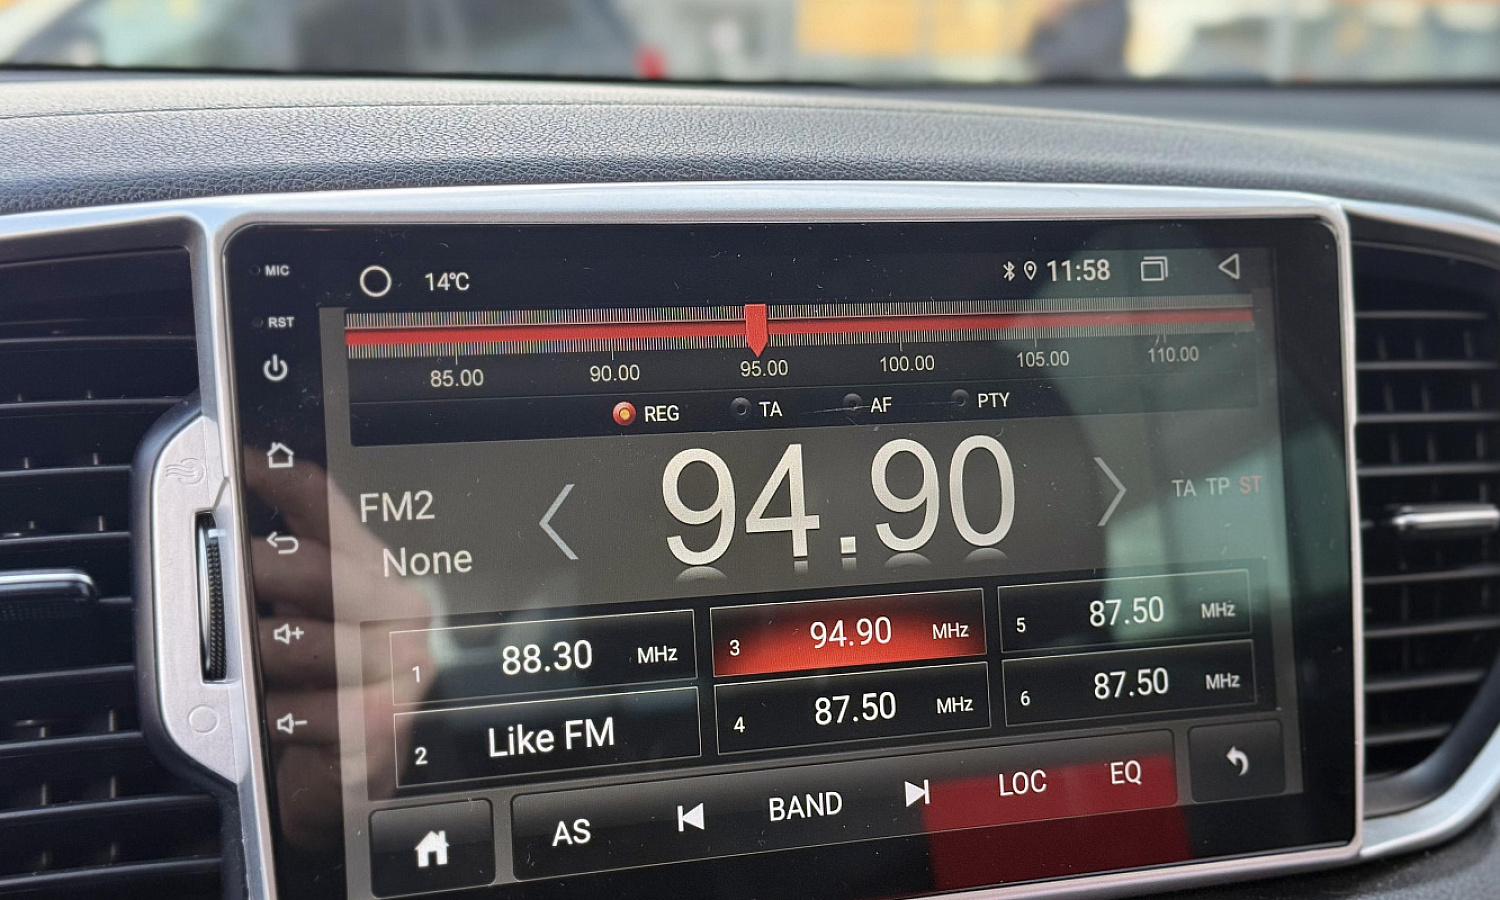 MIC
14°C
11:58
RST
85.00 90.00 95.00 100.00 105.00 110.00
REG TA AF PTY
FM2
94.90
TA TP ST
None
1 88.30 MHz
3 94.90 MHz
5 87.50 MHz
2 Like FM
4 87.50 MHz
6 87.50 MHz
AS BAND LOC EQ